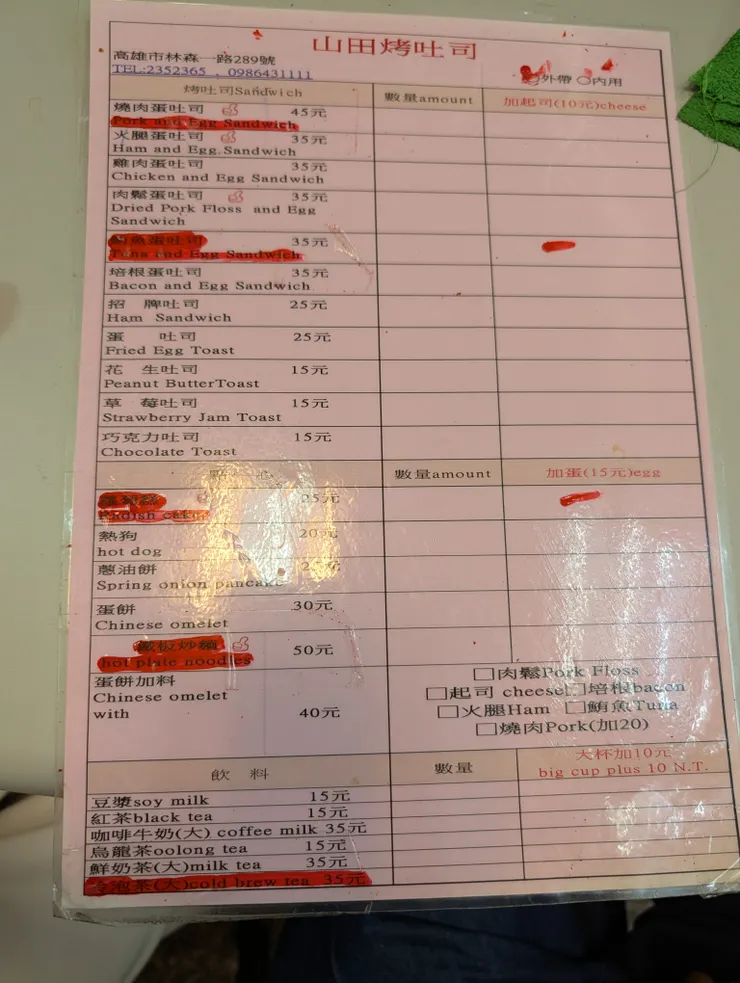 山田烤吐司
高雄市林森一路289號
TEL:2352365 , 0986431111
外帶 ○內用
烤吐司Sandwich 數量amount 加起司(10元)cheese
燒肉蛋吐司 45元
Pork and Egg Sandwich
火腿蛋吐司 35元
Ham and Egg Sandwich
雞肉蛋吐司 35元
Chicken and Egg Sandwich
肉鬆蛋吐司 35元
Dried Pork Floss and Egg
Sandwich
鮪魚蛋吐司 35元
Tuna and Egg Sandwich
培根蛋吐司 35元
Bacon and Egg Sandwich
招 牌吐司 25元
Ham Sandwich
蛋 吐司 25元
Fried Egg Toast
花 生吐司 15元
Peanut ButterToast
草 莓吐司 15元
Strawberry Jam Toast
巧克力吐司 15元
Chocolate Toast
點 心 數量amount 加蛋(15元)egg
25元
Radish cake
熱狗 20元
hot dog
蔥油餅
Spring onion pancake
蛋餅 30元
Chinese omelet
鐵板炒麵 50元
hot plate noodles
蛋餅加料
Chinese omelet
with 40元
□肉鬆Pork Floss
□起司 cheese□培根bacon
□火腿Ham □鮪魚Tuna
□燒肉Pork(加20)
飲 料 數量 大杯加10元
big cup plus 10 N.T.
豆漿soy milk 15元
紅茶black tea 15元
咖啡牛奶(大) coffee milk 35元
烏龍茶oolong tea 15元
鮮奶茶(大)milk tea 35元
冷泡茶(大)cold brew tea 35元